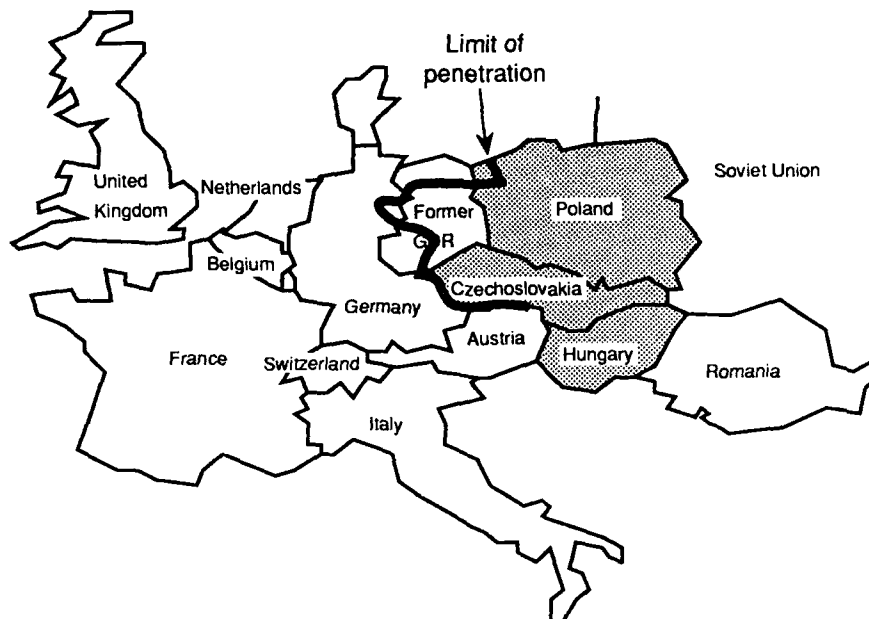 Limit of
penetration
United
Kingdom
Netherlands
Soviet Union
Former
GDR
Poland
Belgium
Czechoslovakia
Germany
Austria
France
Switzerland
Hungary
Romania
Italy